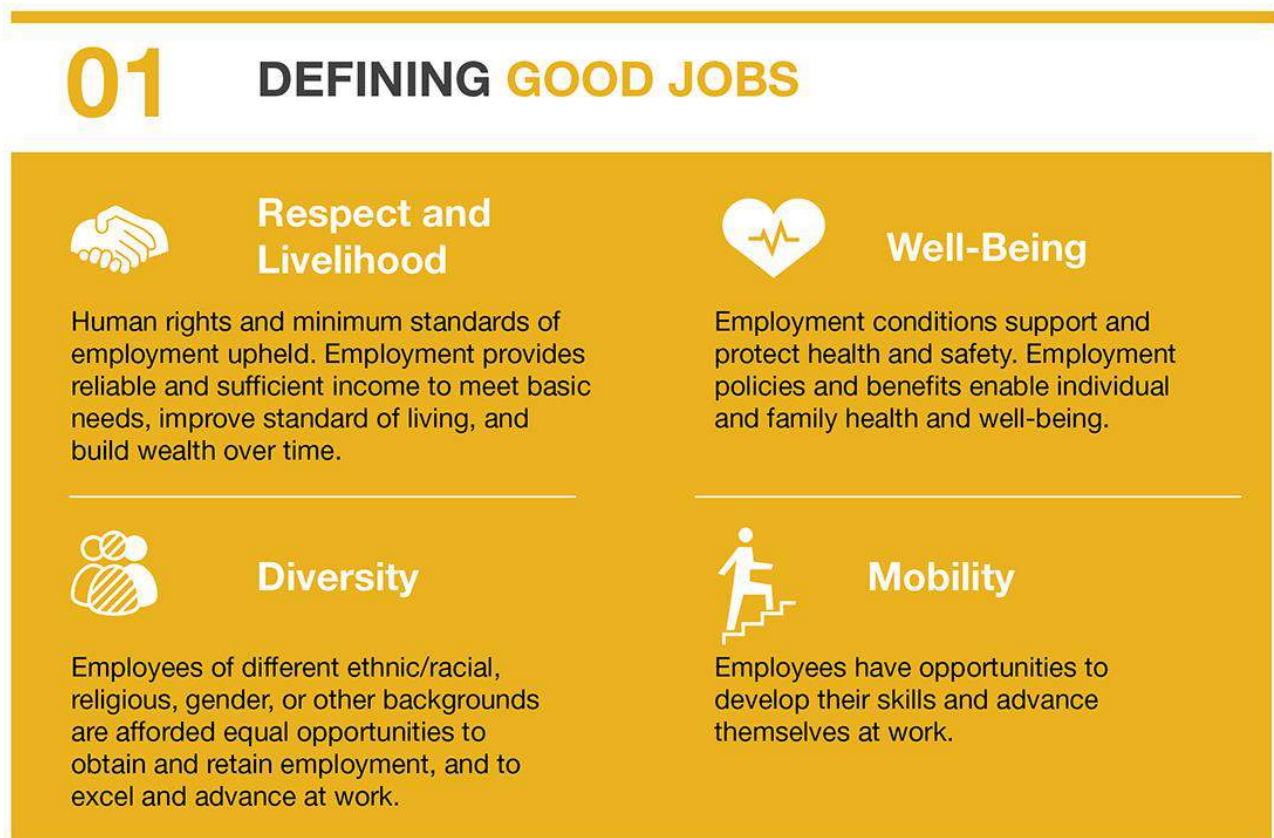 01 DEFINING GOOD JOBS
Respect and
Livelihood
Human rights and minimum standards of
employment upheld. Employment provides
reliable and sufficient income to meet basic
needs, improve standard of living, and
build wealth over time.
Well-Being
Employment conditions support and
protect health and safety. Employment
policies and benefits enable individual
and family health and well-being.
Diversity
Employees of different ethnic/racial,
religious, gender, or other backgrounds
are afforded equal opportunities to
obtain and retain employment, and to
excel and advance at work.
Mobility
Employees have opportunities to
develop their skills and advance
themselves at work.